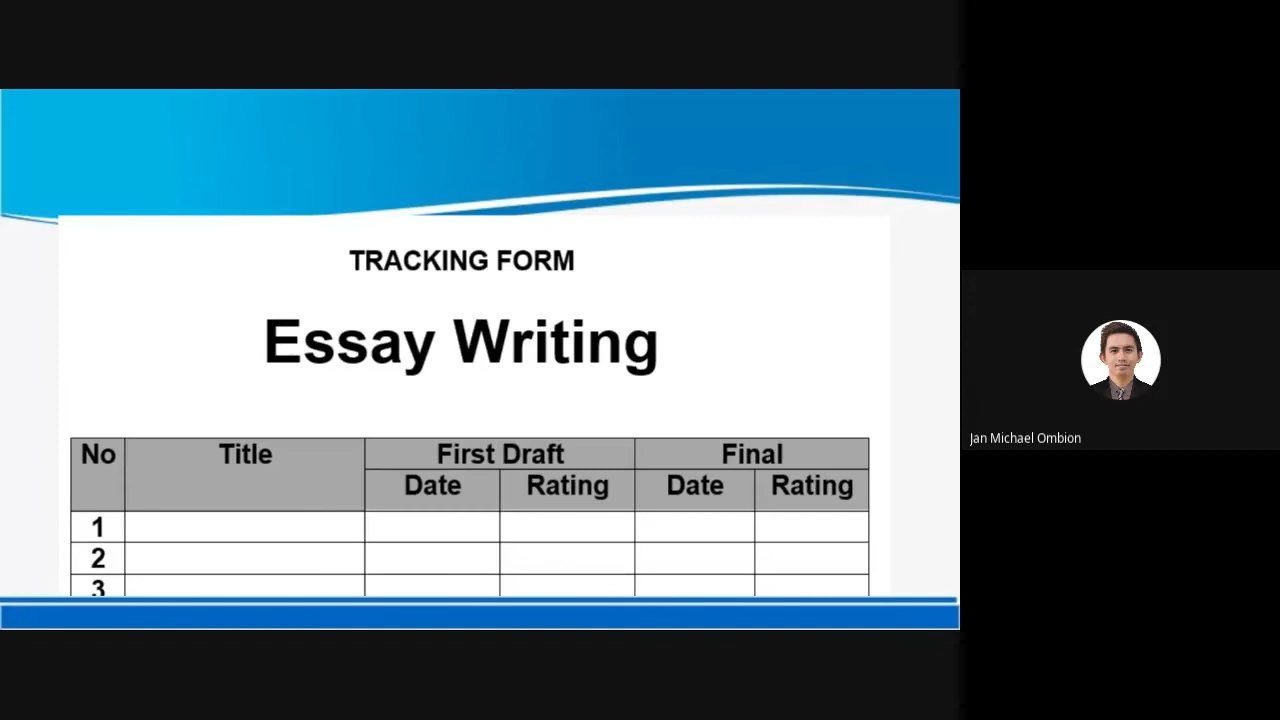 TRACKING FORM
Essay Writing
No Title First Draft Final
Date Rating Date Rating
1
2
3
Jan Michael Ombion